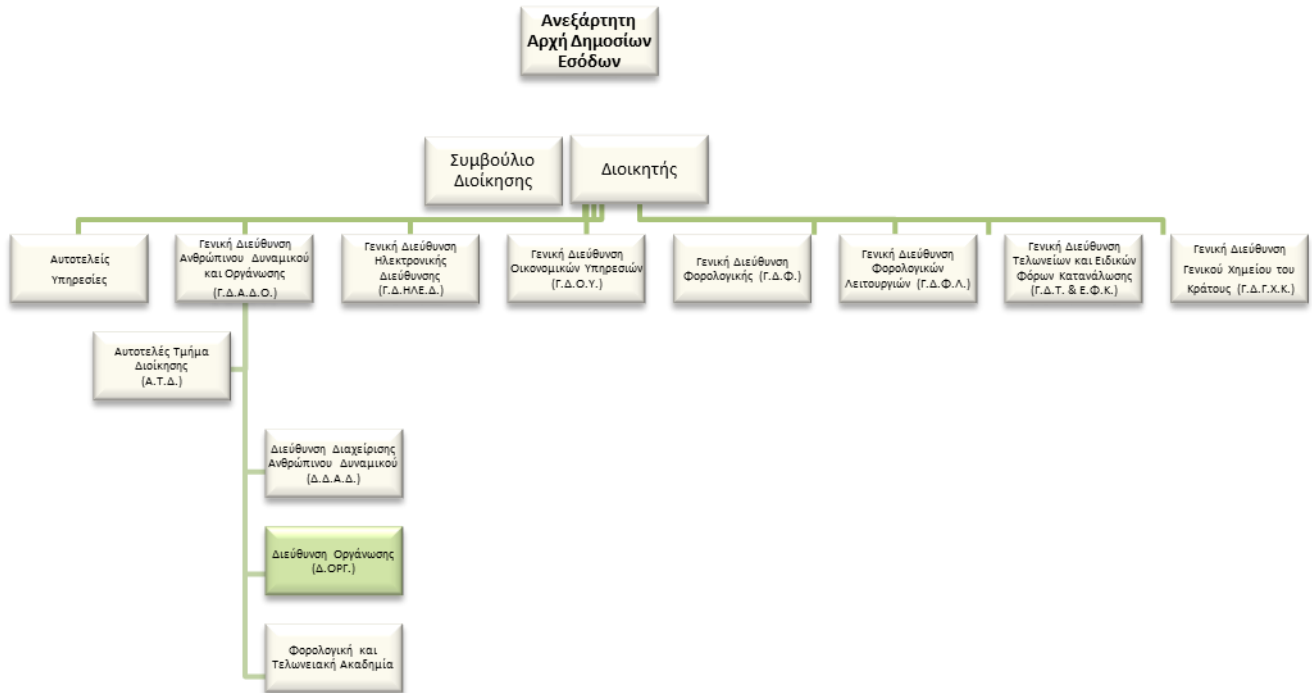 Ανεξάρτητη
Αρχή Δημοσίων
Εσόδων
Συμβούλιο
Διοίκησης
Διοικητής
Αυτοτελείς
Υπηρεσίες
Γενική Διεύθυνση
Ανθρώπινου Δυναμικού
και Οργάνωσης
(Γ.Δ.Α.Δ.Ο.)
Γενική Διεύθυνση
Ηλεκτρονικής
Διεύθυνσης
(Γ.Δ.ΗΛΕ.Δ.)
Γενική Διεύθυνση
Οικονομικών Υπηρεσιών
(Γ.Δ.Ο.Υ.)
Γενική Διεύθυνση
Φορολογικής (Γ.Δ.Φ.)
Γενική Διεύθυνση
Φορολογικών
Λειτουργιών (Γ.Δ.Φ.Λ.)
Γενική Διεύθυνση
Τελωνείων και Ειδικών
Φόρων Κατανάλωσης
(Γ.Δ.Τ. & Ε.Φ.Κ.)
Γενική Διεύθυνση
Γενικού Χημείου του
Κράτους (Γ.Δ.Γ.Χ.Κ.)
Αυτοτελές Τμήμα
Διοίκησης
(Α.Τ.Δ.)
Διεύθυνση Διαχείρισης
Ανθρώπινου Δυναμικού
(Δ.Δ.Α.Δ.)
Διεύθυνση Οργάνωσης
(Δ.ΟΡΓ.)
Φορολογική και
Τελωνειακή Ακαδημία